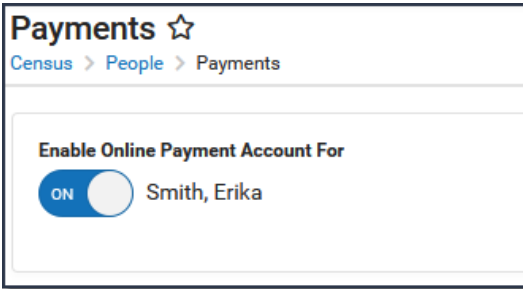 Payments
Census > People > Payments
Enable Online Payment Account For
ON Smith, Erika